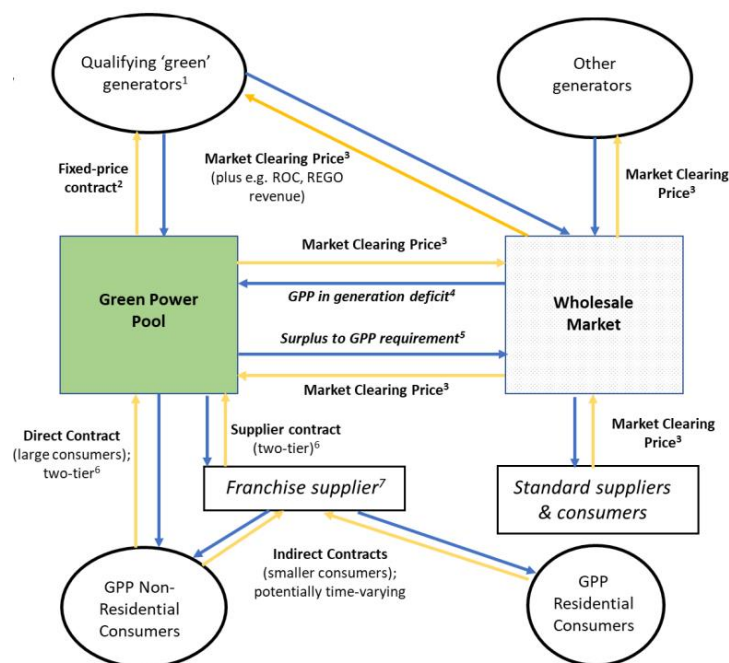 Qualifying 'green'
generators¹
Other
generators
Fixed-price
contract²
Market Clearing Price³
(plus e.g. ROC, REGO
revenue)
Market Clearing
Price³
Green Power
Pool
Market Clearing Price³
GPP in generation deficit⁴
Surplus to GPP requirement⁵
Market Clearing Price³
Wholesale
Market
Direct Contract
(large consumers);
two-tier⁶
Supplier contract
(two-tier)⁶
Market Clearing
Price³
Franchise supplier⁷
Standard suppliers
& consumers
GPP Non-
Residential
Consumers
Indirect Contracts
(smaller consumers);
potentially time-varying
GPP
Residential
Consumers